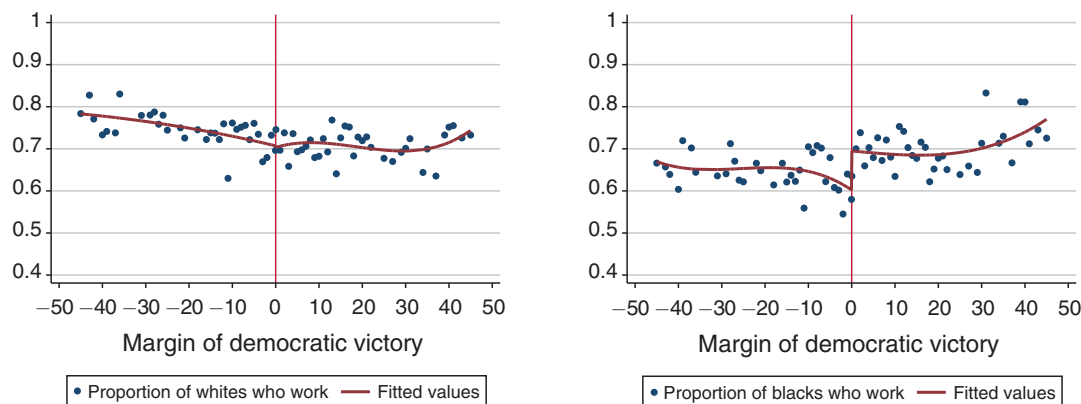 1
0.9
0.8
0.7
0.6
0.5
0.4
−50 −40 −30 −20 −10 0 10 20 30 40 50
Margin of democratic victory
Proportion of whites who work Fitted values
1
0.9
0.8
0.7
0.6
0.5
0.4
−50 −40 −30 −20 −10 0 10 20 30 40 50
Margin of democratic victory
Proportion of blacks who work Fitted values